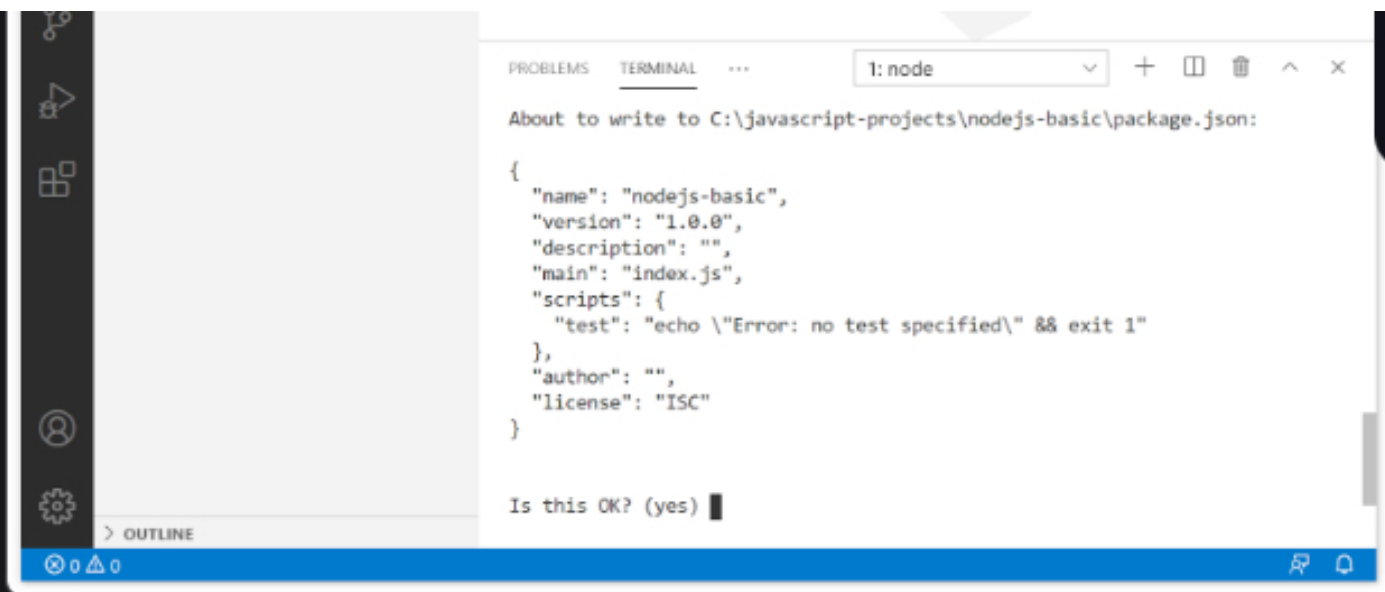 PROBLEMS TERMINAL ... 1: node
About to write to C:\javascript-projects\nodejs-basic\package.json:
{
"name": "nodejs-basic",
"version": "1.0.0",
"description": "",
"main": "index.js",
"scripts": {
"test": "echo \"Error: no test specified\" && exit 1"
},
"author": "",
"license": "ISC"
}
Is this OK? (yes)
> OUTLINE
0 0